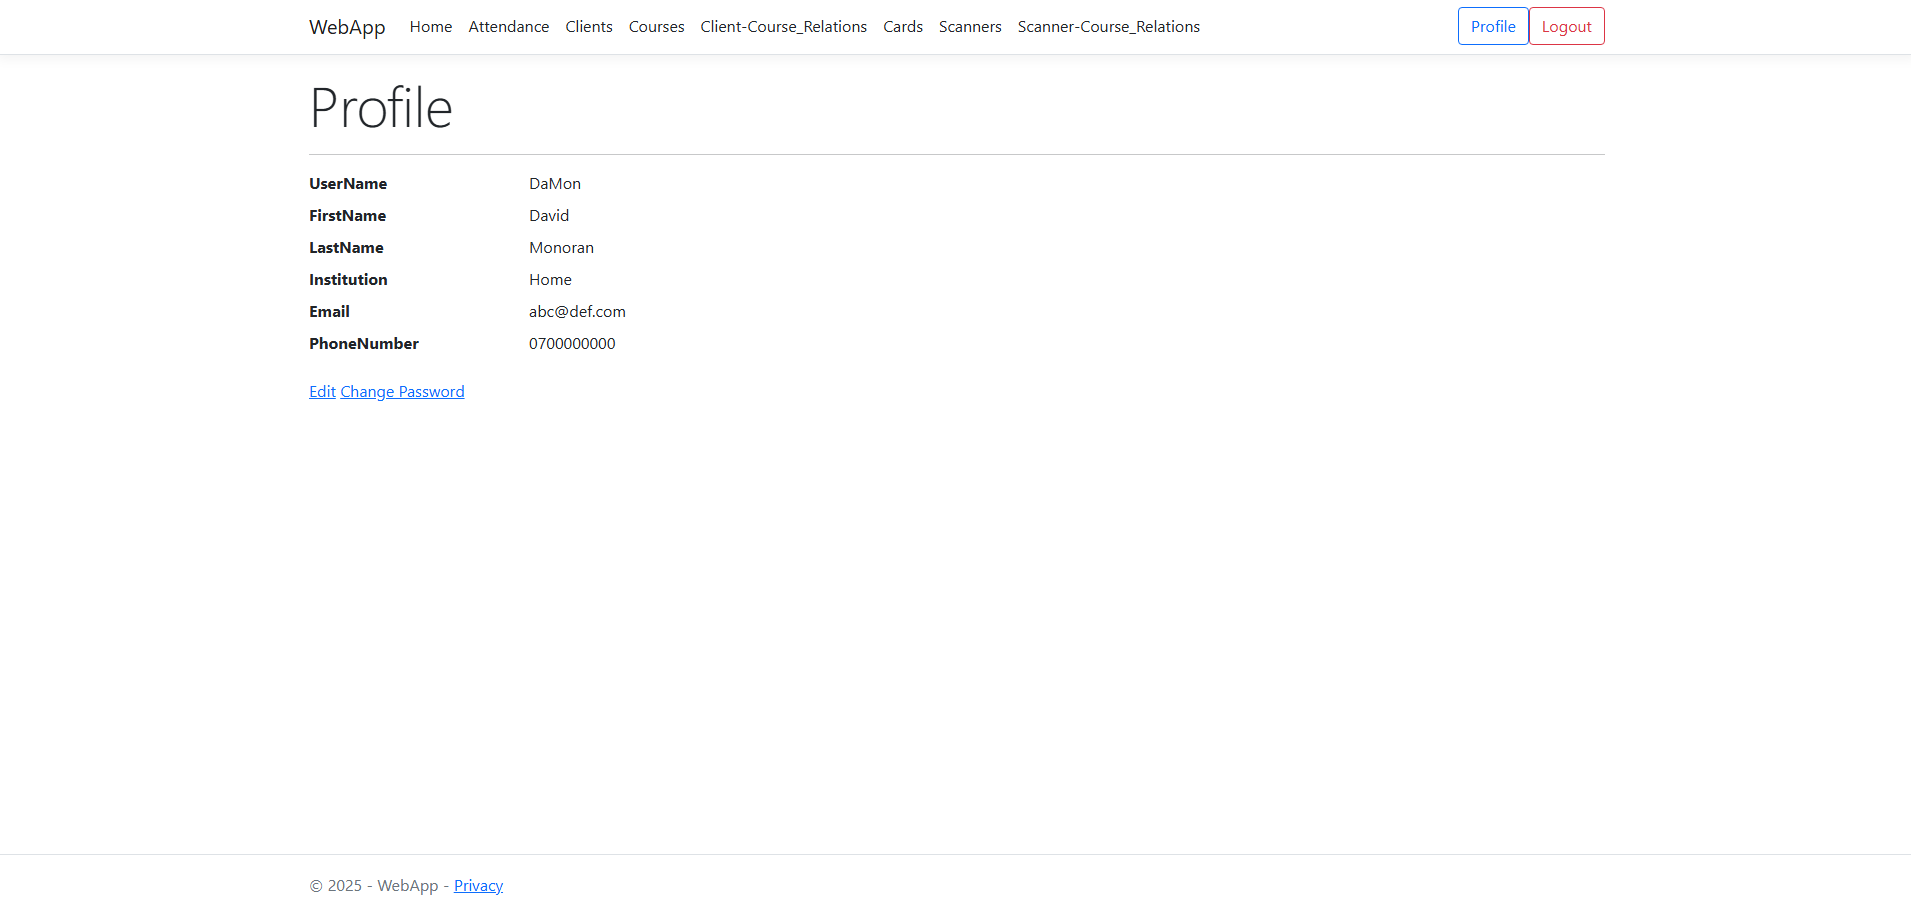 WebApp Home Attendance Clients Courses Client-Course_Relations Cards Scanners Scanner-Course_Relations Profile Logout
Profile
UserName DaMon
FirstName David
LastName Monoran
Institution Home
Email abc@def.com
PhoneNumber 0700000000
Edit Change Password
© 2025 - WebApp - Privacy